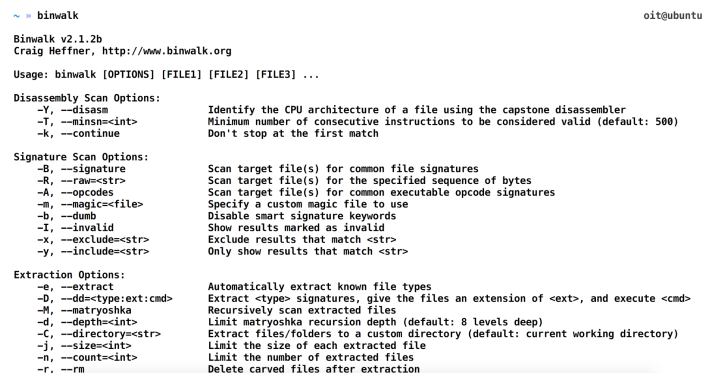 ~ » binwalk oit@ubuntu
Binwalk v2.1.2b
Craig Heffner, http://www.binwalk.org
Usage: binwalk [OPTIONS] [FILE1] [FILE2] [FILE3] ...
Disassembly Scan Options:
-Y, --disasm Identify the CPU architecture of a file using the capstone disassembler
-T, --minsn=<int> Minimum number of consecutive instructions to be considered valid (default: 500)
-k, --continue Don't stop at the first match
Signature Scan Options:
-B, --signature Scan target file(s) for common file signatures
-R, --raw=<str> Scan target file(s) for the specified sequence of bytes
-A, --opcodes Scan target file(s) for common executable opcode signatures
-m, --magic=<file> Specify a custom magic file to use
-b, --dumb Disable smart signature keywords
-I, --invalid Show results marked as invalid
-x, --exclude=<str> Exclude results that match <str>
-y, --include=<str> Only show results that match <str>
Extraction Options:
-e, --extract Automatically extract known file types
-D, --dd=<type:ext:cmd> Extract <type> signatures, give the files an extension of <ext>, and execute <cmd>
-M, --matryoshka Recursively scan extracted files
-d, --depth=<int> Limit matryoshka recursion depth (default: 8 levels deep)
-C, --directory=<str> Extract files/folders to a custom directory (default: current working directory)
-j, --size=<int> Limit the size of each extracted file
-n, --count=<int> Limit the number of extracted files
-r, --rm Delete carved files after extraction